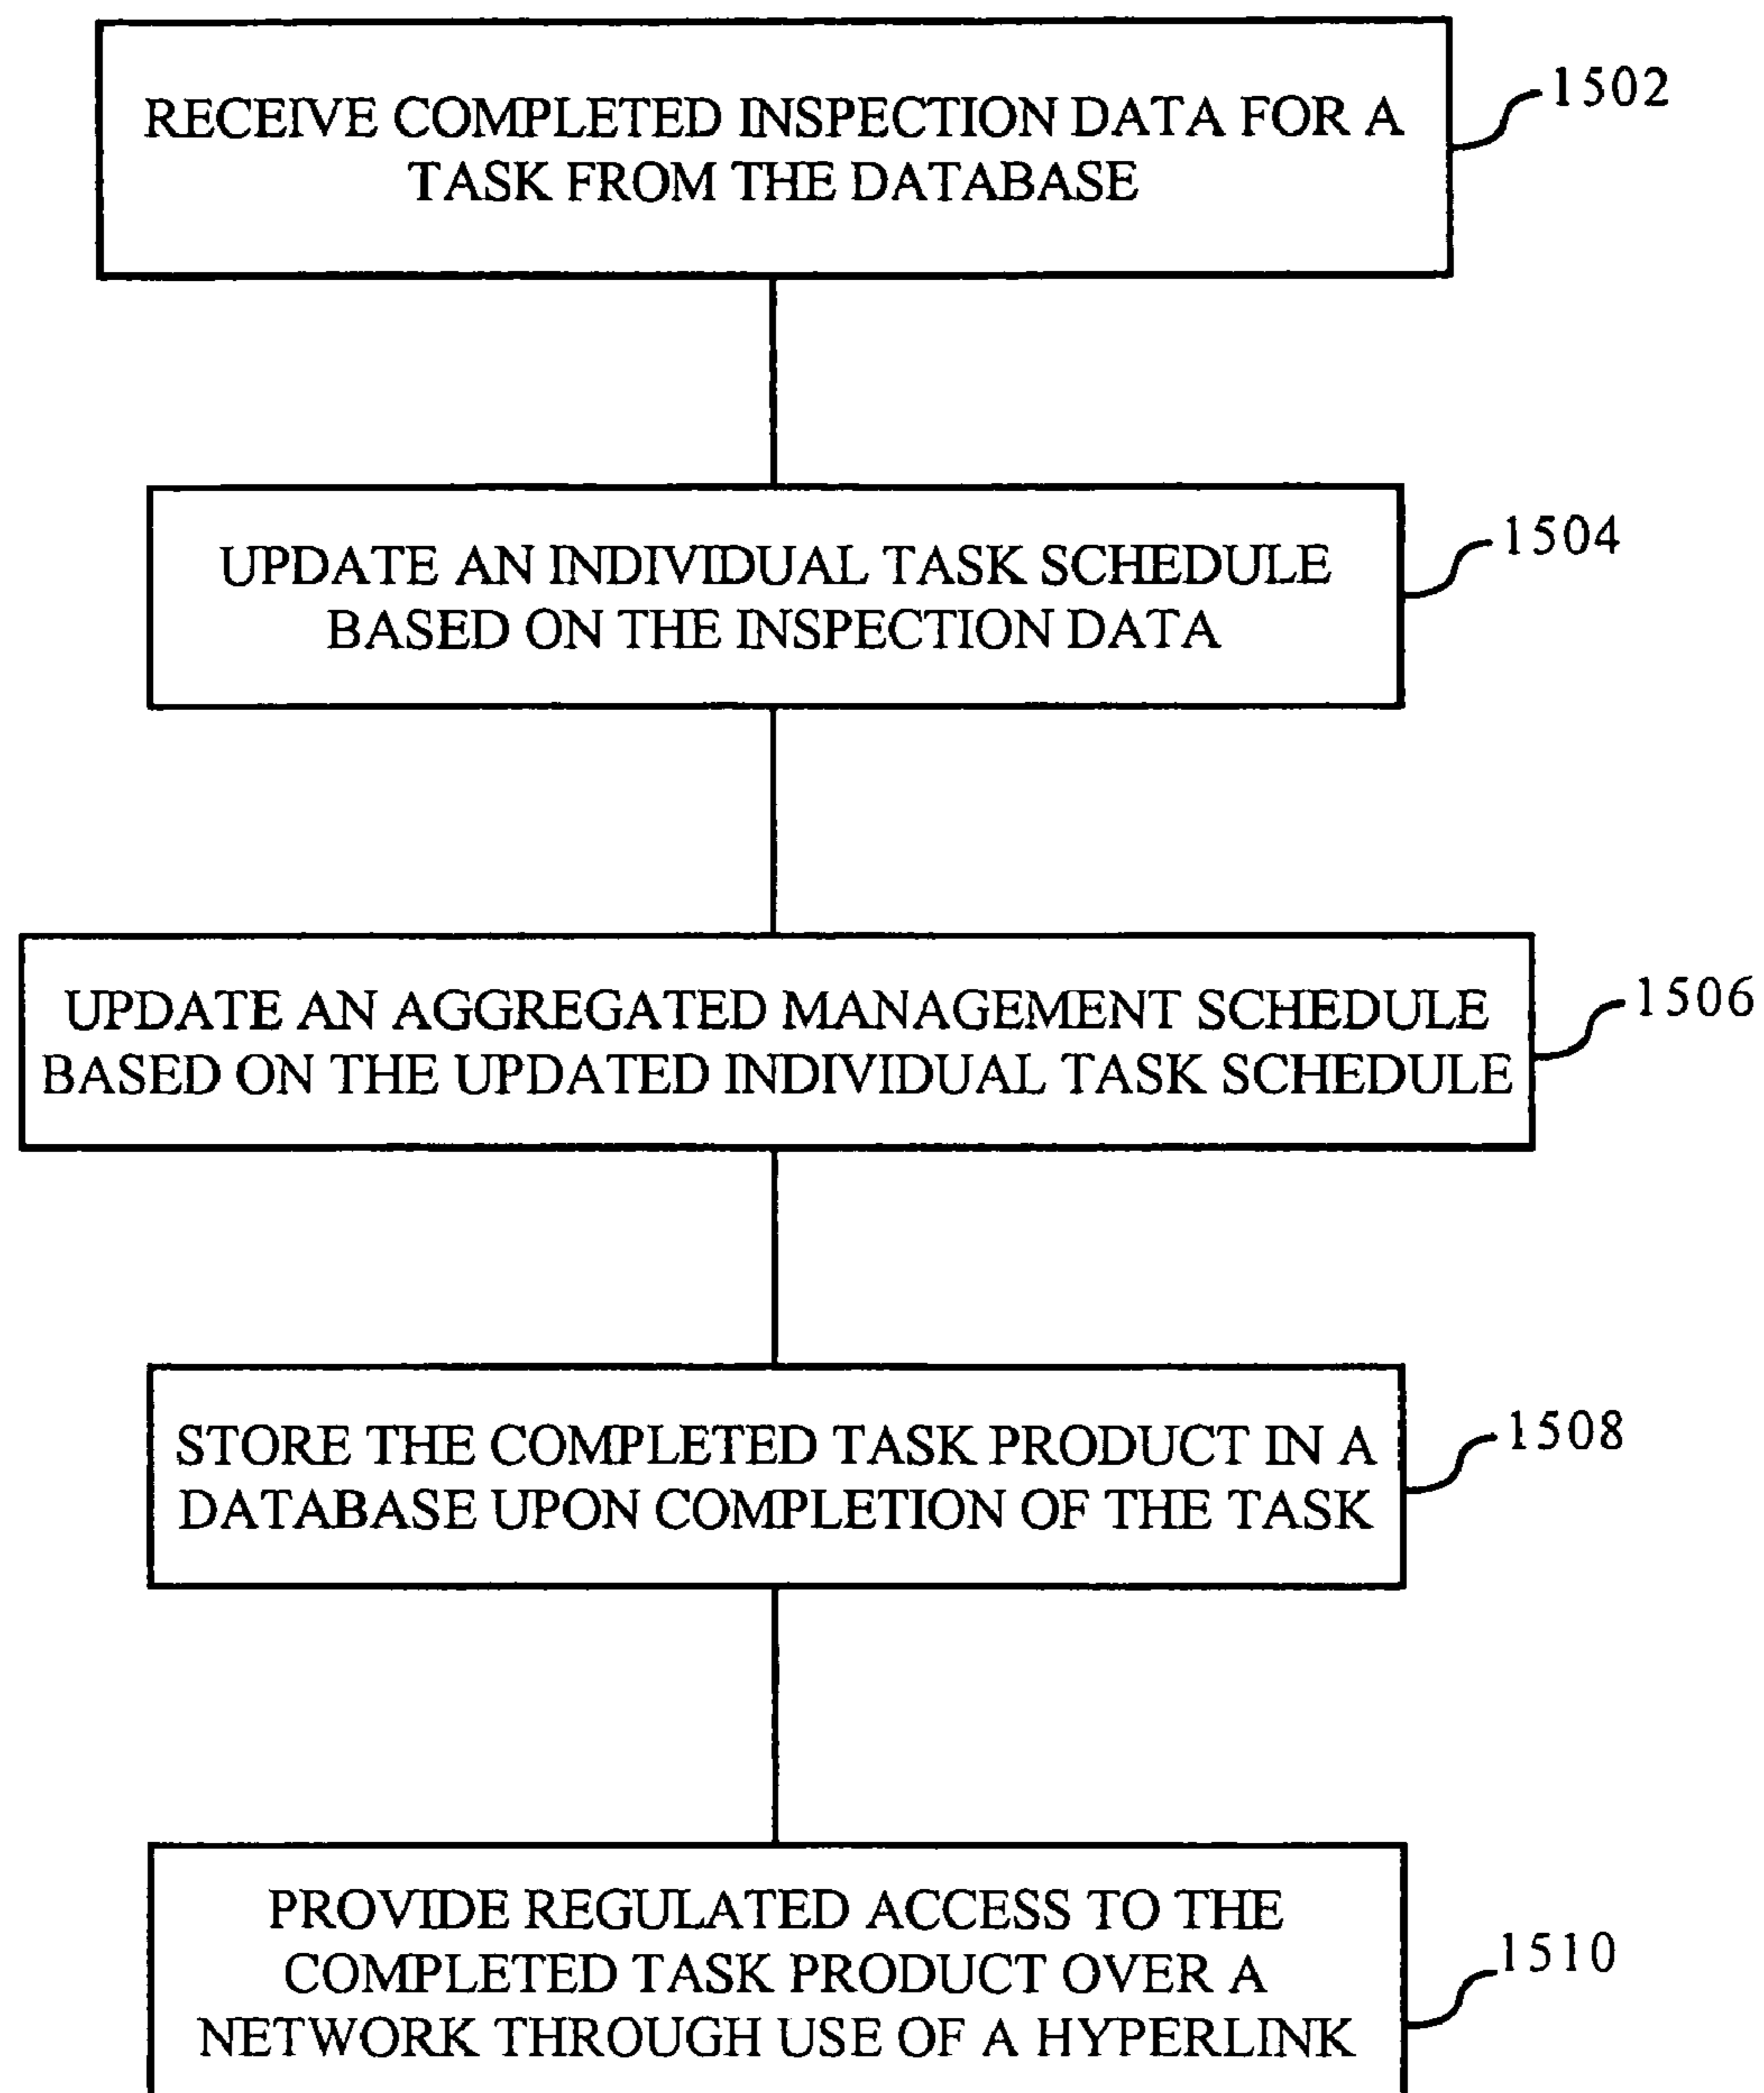 RECEIVE COMPLETED INSPECTION DATA FOR A
TASK FROM THE DATABASE
1502
UPDATE AN INDIVIDUAL TASK SCHEDULE
BASED ON THE INSPECTION DATA
1504
UPDATE AN AGGREGATED MANAGEMENT SCHEDULE
BASED ON THE UPDATED INDIVIDUAL TASK SCHEDULE
1506
STORE THE COMPLETED TASK PRODUCT IN A
DATABASE UPON COMPLETION OF THE TASK
1508
PROVIDE REGULATED ACCESS TO THE
COMPLETED TASK PRODUCT OVER A
NETWORK THROUGH USE OF A HYPERLINK
1510